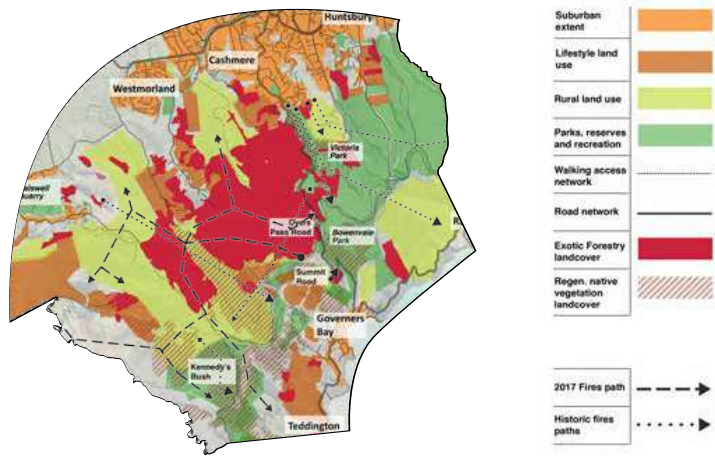 Huntsbury
Cashmere
Westmorland
Victoria
Park
Dyers
Pass Road
Bowenvale
Park
Summit
Road
Governers
Bay
Kennedy's
Bush
Teddington
Suburban
extent
Lifestyle land
use
Rural land use
Parks, reserves
and recreation
Walking access
network
Road network
Exotic Forestry
landcover
Regen. native
vegetation
landcover
2017 Fires path
Historic fires
paths